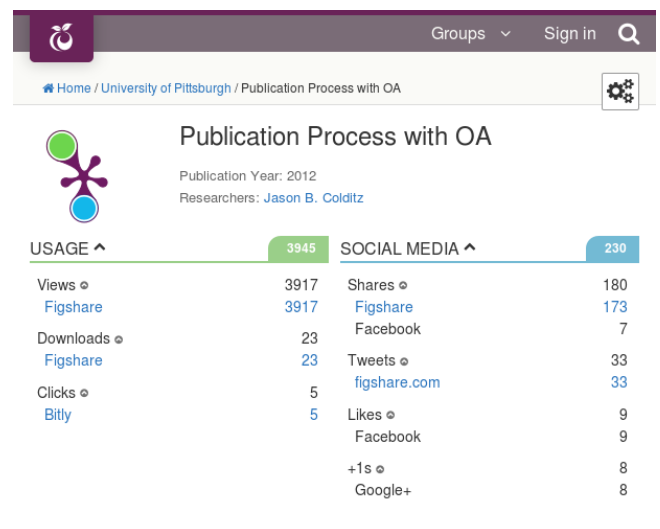 Groups Sign in
Home / University of Pittsburgh / Publication Process with OA
Publication Process with OA
Publication Year: 2012
Researchers: Jason B. Colditz
USAGE 3945
Views 3917
Figshare 3917
Downloads 23
Figshare 23
Clicks 5
Bitly 5
SOCIAL MEDIA 230
Shares 180
Figshare 173
Facebook 7
Tweets 33
figshare.com 33
Likes 9
Facebook 9
+1s 8
Google+ 8